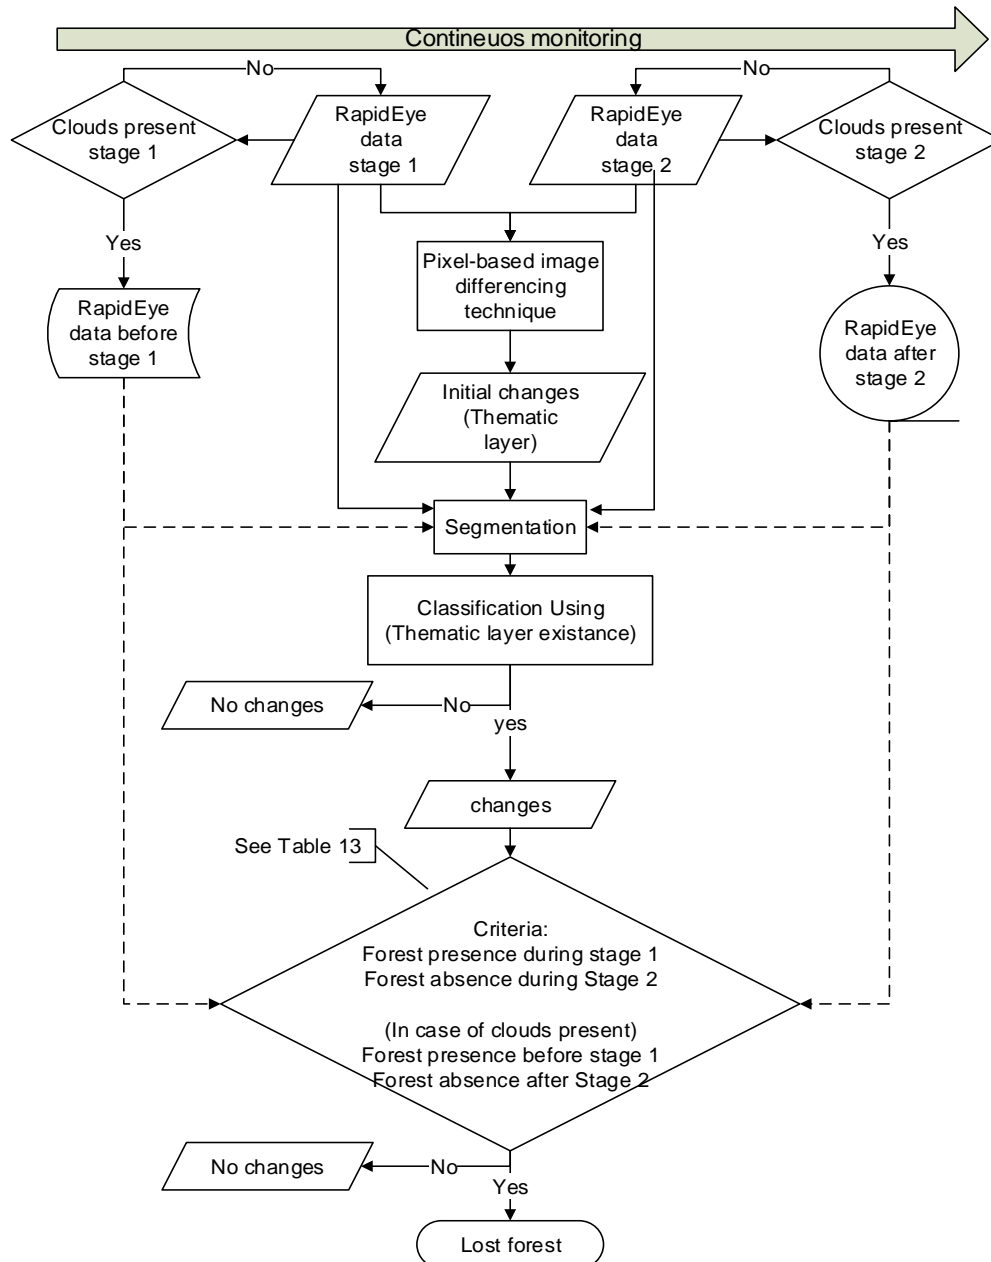 Contineuos monitoring
No
No
Clouds present
stage 1
RapidEye
data
stage 1
RapidEye
data
stage 2
Clouds present
stage 2
Yes
Yes
Pixel-based image
differencing
technique
RapidEye
data before
stage 1
RapidEye
data after
stage 2
Initial changes
(Thematic
layer)
Segmentation
Classification Using
(Thematic layer existance)
No changes
No
yes
changes
See Table 13
Criteria:
Forest presence during stage 1
Forest absence during Stage 2
(In case of clouds present)
Forest presence before stage 1
Forest absence after Stage 2
No changes
No
Yes
Lost forest